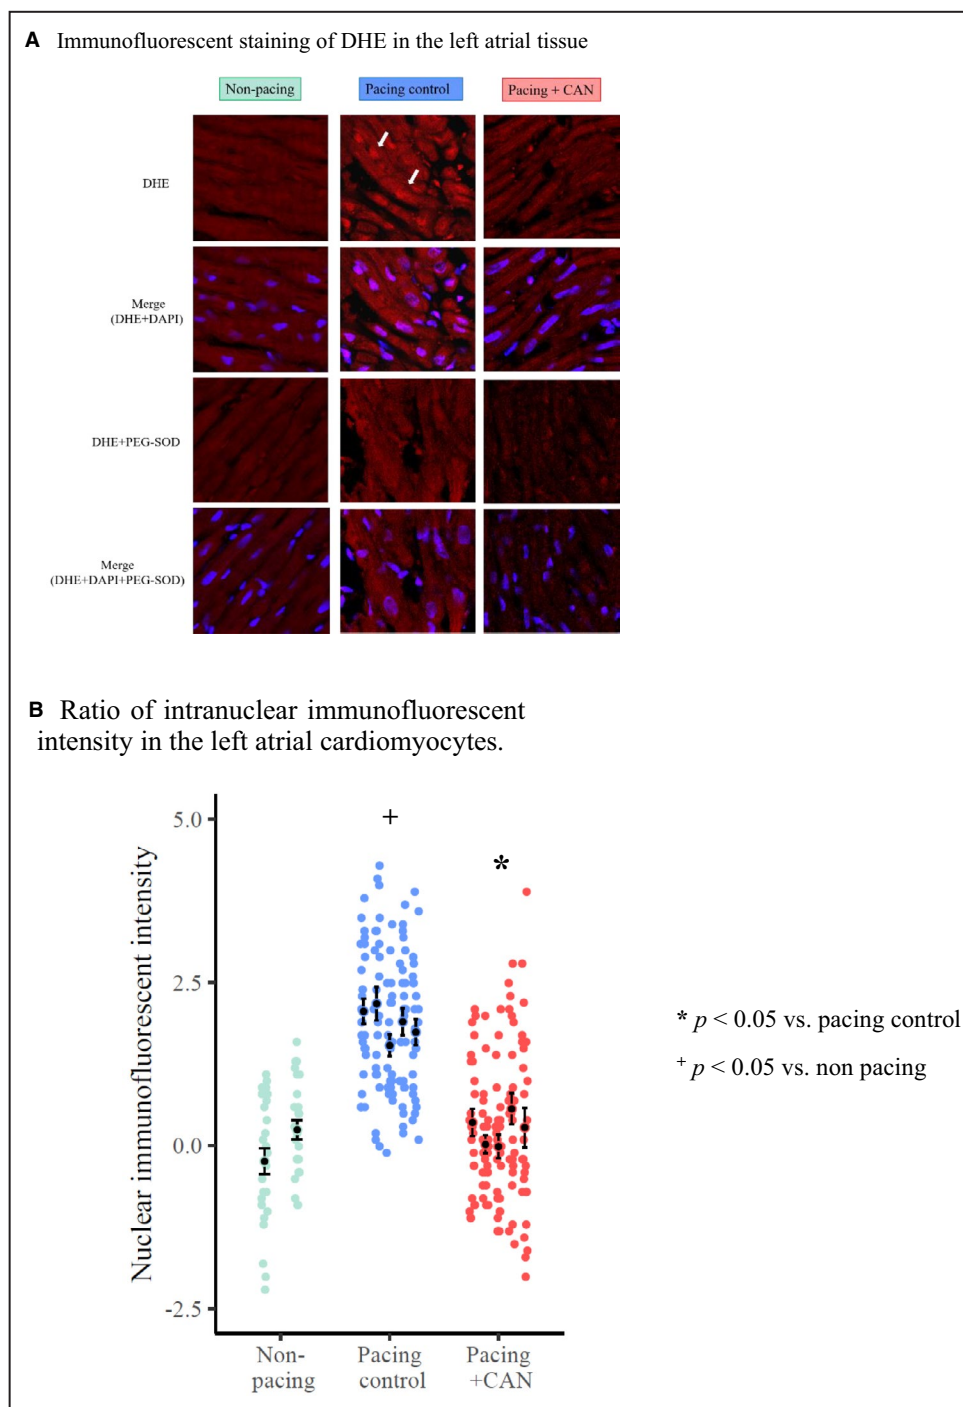 A Immunofluorescent staining of DHE in the left atrial tissue
Non-pacing
Pacing control
Pacing + CAN
DHE
Merge
(DHE+DAPI)
DHE+PEG-SOD
Merge
(DHE+DAPI+PEG-SOD)
B Ratio of intranuclear immunofluorescent
intensity in the left atrial cardiomyocytes.
Nuclear immunofluorescent intensity
5.0
2.5
0.0
-2.5
+
*
Non-
pacing
Pacing
control
Pacing
+CAN
* p < 0.05 vs. pacing control
+ p < 0.05 vs. non pacing